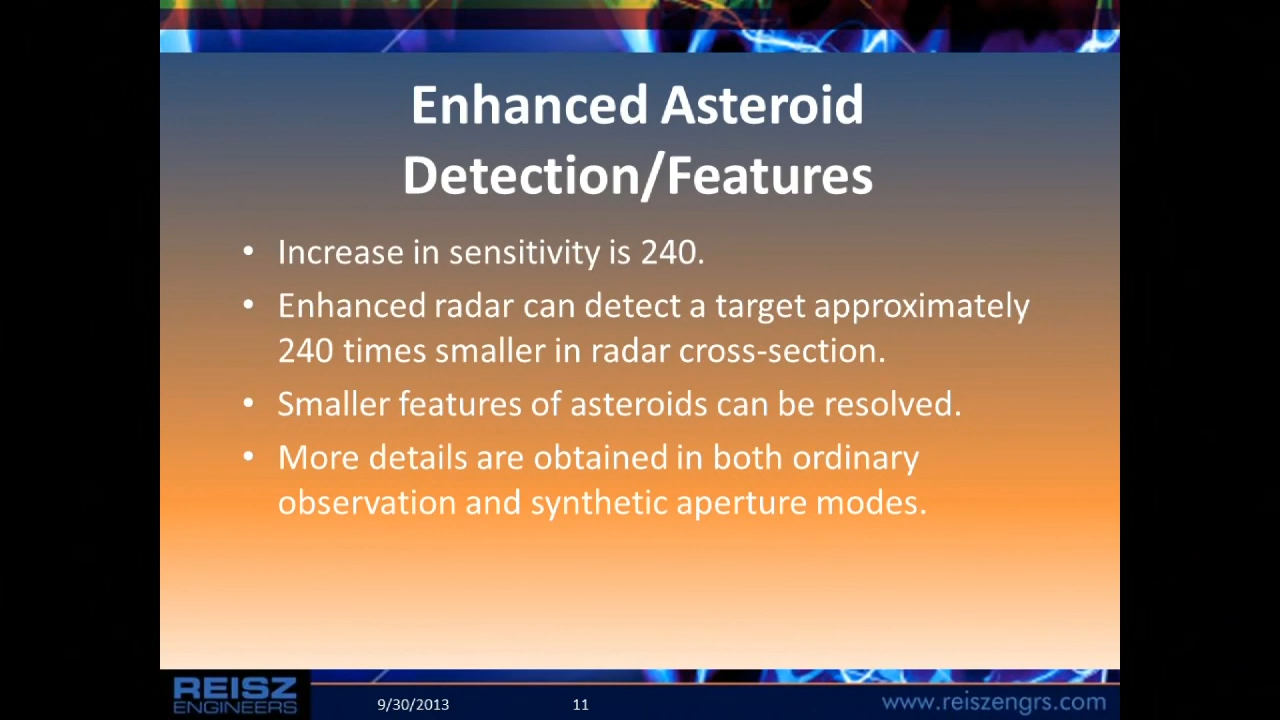 Enhanced Asteroid
Detection/Features
• Increase in sensitivity is 240.
• Enhanced radar can detect a target approximately
240 times smaller in radar cross-section.
• Smaller features of asteroids can be resolved.
• More details are obtained in both ordinary
observation and synthetic aperture modes.
REISZ
ENGINEERS
9/30/2013
11
www.reiszengrs.com